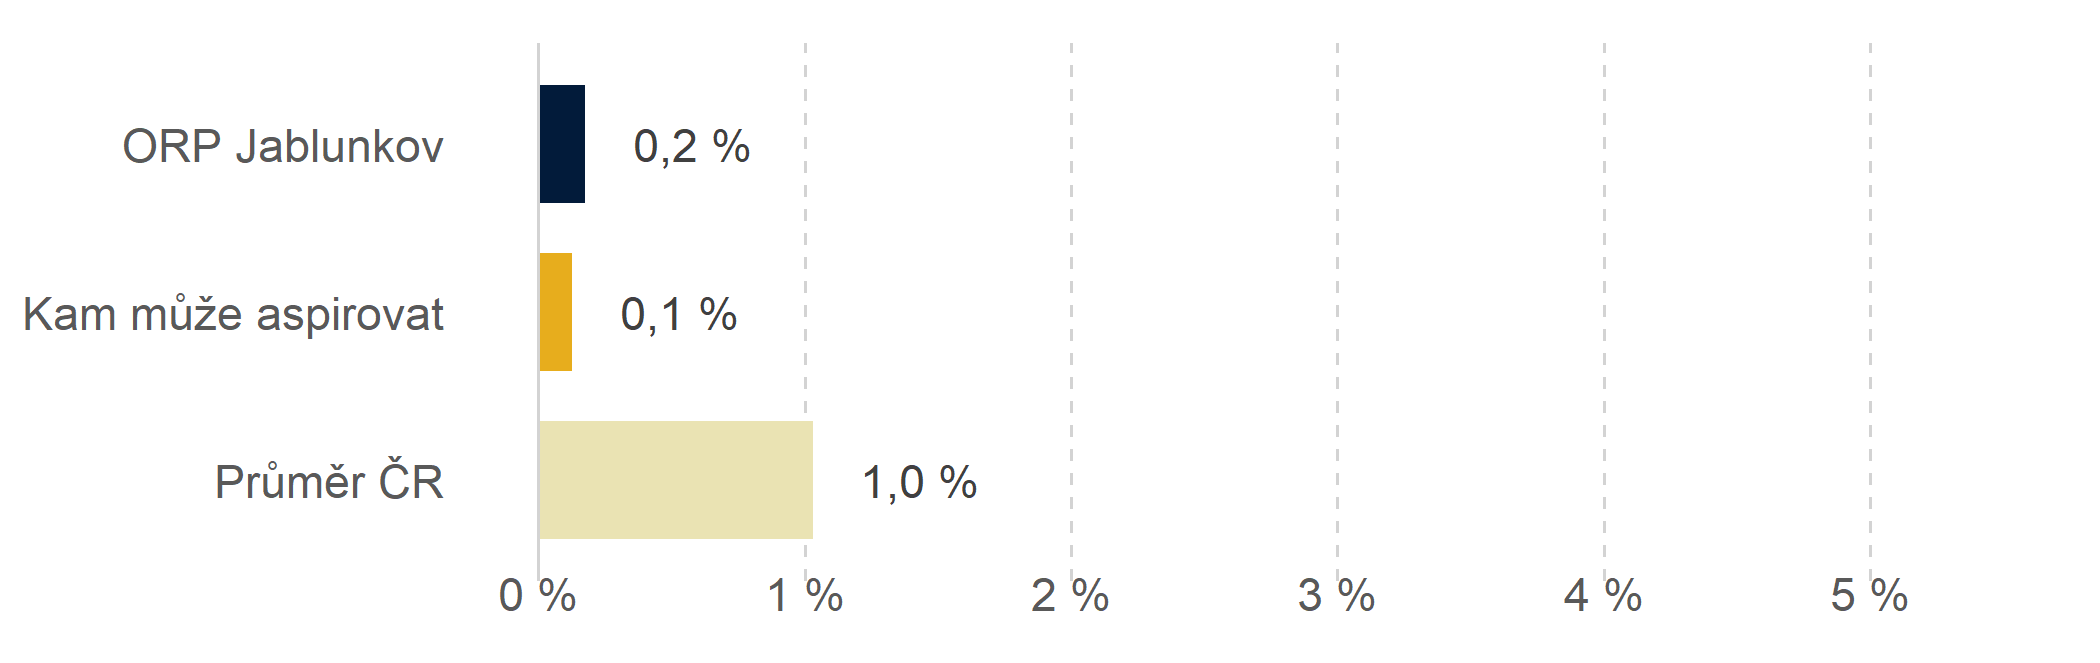 ORP Jablunkov
0,2 %
Kam může aspirovat
0,1 %
Průměr ČR
1,0 %
0 % 1 % 2 % 3 % 4 % 5 %